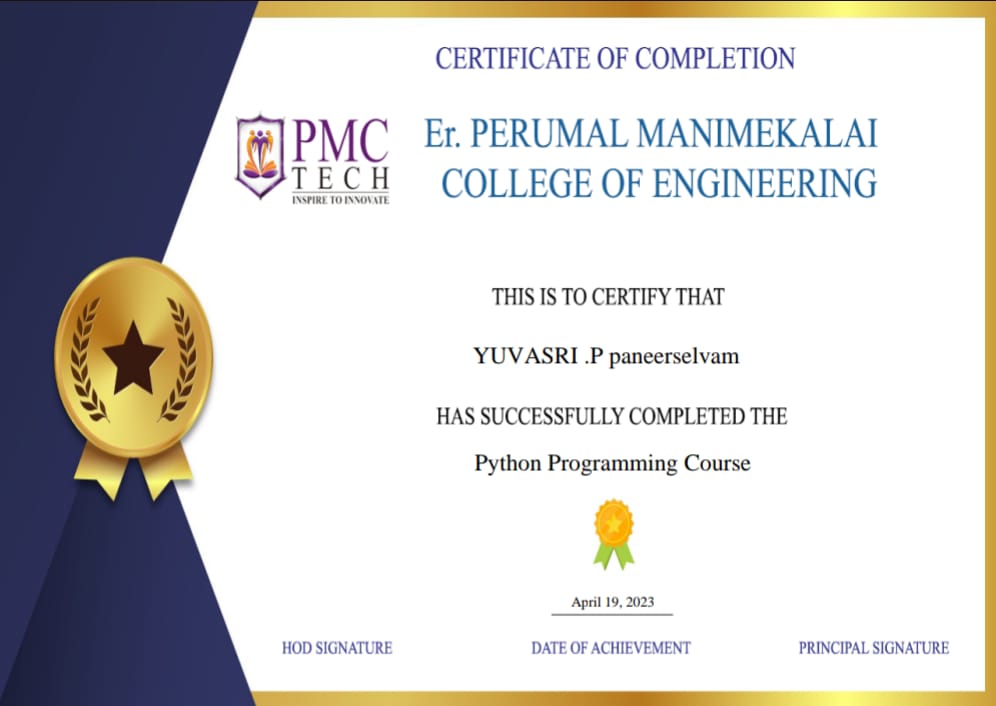 CERTIFICATE OF COMPLETION
PMC
TECH
INSPIRE TO INNOVATE
Er. PERUMAL MANIMEKALAI
COLLEGE OF ENGINEERING
THIS IS TO CERTIFY THAT
YUVASRI .P paneerselvam
HAS SUCCESSFULLY COMPLETED THE
Python Programming Course
April 19, 2023
HOD SIGNATURE
DATE OF ACHIEVEMENT
PRINCIPAL SIGNATURE